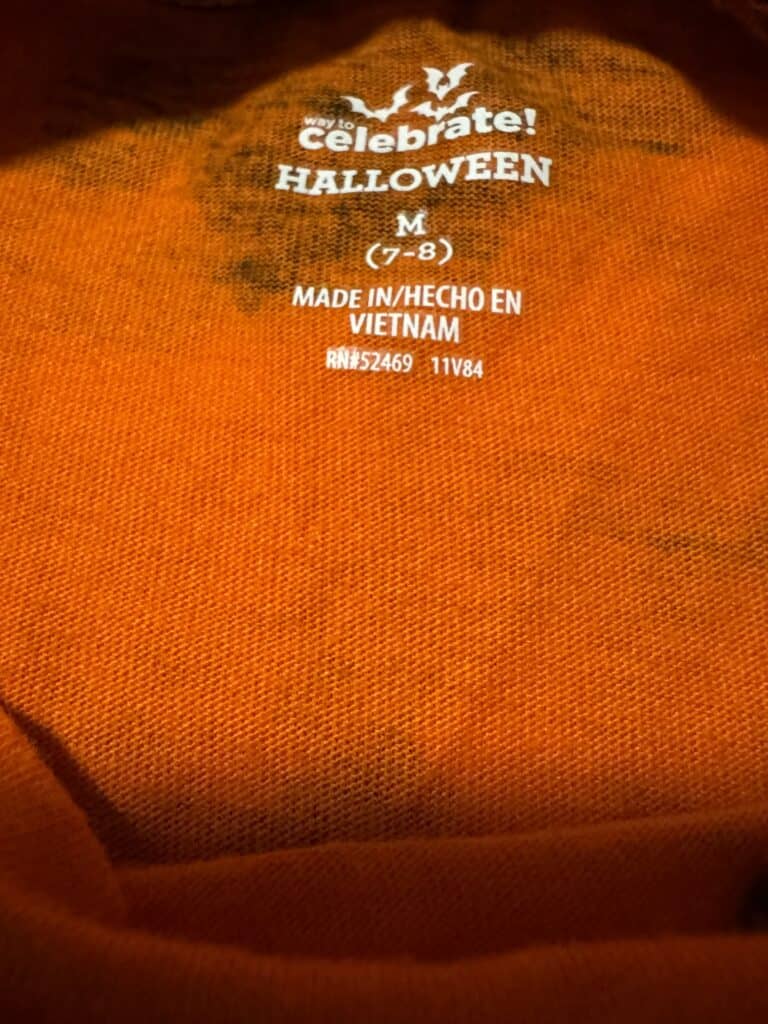 way to
celebrate!
HALLOWEEN
M
(7-8)
MADE IN/HECHO EN
VIETNAM
RN#52469 11V84